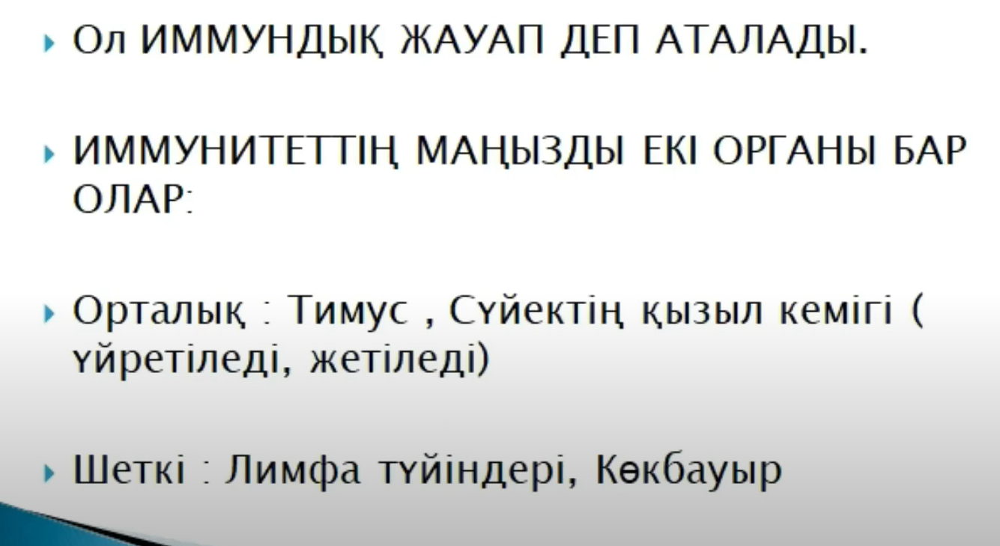 Ол ИММУНДЫҚ ЖАУАП ДЕП АТАЛАДЫ.
ИММУНИТЕТТІҢ МАҢЫЗДЫ ЕКІ ОРГАНЫ БАР
ОЛАР:
Орталық : Тимус , Сүйектің қызыл кемігі (
үйретіледі, жетіледі)
Шеткі : Лимфа түйіндері, Көкбауыр